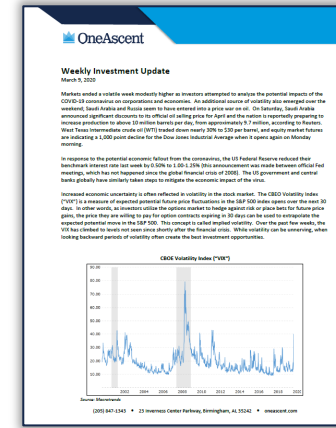 OneAscent
Weekly Investment Update
March 9, 2020
Markets ended a volatile week modestly higher as investors attempted to analyze the potential impacts of the
COVID-19 coronavirus on corporations and economies. An additional source of volatility also emerged over the
weekend; Saudi Arabia and Russia seem to have entered into a price war on oil. On Saturday, Saudi Arabia
announced significant discounts to its official oil selling price for April and the nation is reportedly preparing to
increase production to above 10 million barrels per day, from approximately 9.7 million, according to Reuters.
West Texas Intermediate crude oil (WTI) traded down nearly 30% to $30 per barrel, and equity market futures
are indicating a 1,000 point decline for the Dow Jones Industrial Average when it opens again on Monday
morning.
In response to the potential economic fallout from the coronavirus, the US Federal Reserve reduced their
benchmark interest rate last week by 0.50% to 1.00-1.25% (this announcement was made between official Fed
meetings, which has not happened since the global financial crisis of 2008). The US government and central
banks globally have similarly taken steps to mitigate the economic impact of the virus.
Increased economic uncertainty is often reflected in volatility in the stock market. The CBOE Volatility Index
("VIX") is a measure of expected potential future price fluctuations in the S&P 500 index opens over the next 30
days. In other words, as investors utilize the options market to hedge against risk or place bets for future price
gains, the price they are willing to pay for option contracts expiring in 30 days can be used to extrapolate the
expected potential move in the S&P 500. This concept is called implied volatility. Over the past few weeks, the
VIX has climbed to levels not seen since shortly after the financial crisis. While volatility can be unnerving, when
looking backward periods of volatility often create the best investment opportunities.
CBOE Volatility Index ("VIX")
90.00
80.00
70.00
60.00
50.00
40.00
30.00
20.00
10.00
2002 2004 2006 2008 2010 2012 2014 2016 2018 2020
Source: Macrotrends
(205) 847-1343 • 23 Inverness Center Parkway, Birmingham, AL 35242 • oneascent.com